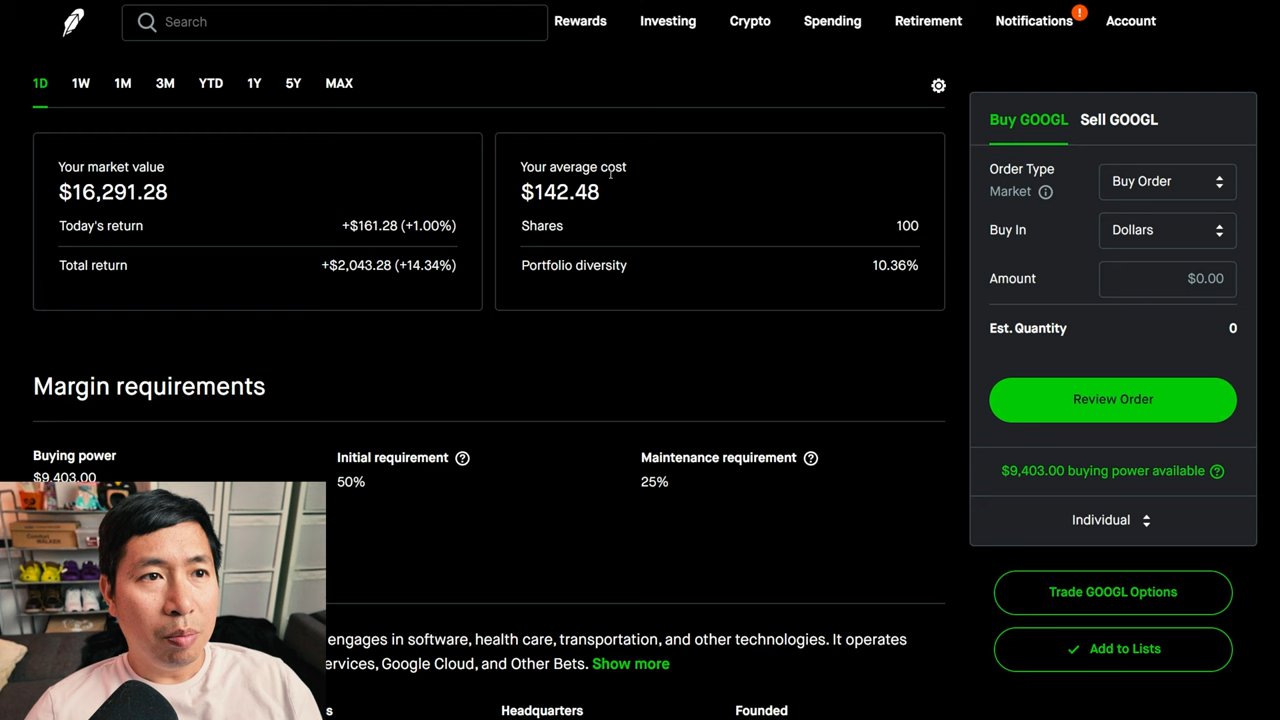 Search
Rewards
Investing
Crypto
Spending
Retirement
Notifications
!
Account
1D
1W
1M
3M
YTD
1Y
5Y
MAX
Your market value
$16,291.28
Today's return
+$161.28 (+1.00%)
Total return
+$2,043.28 (+14.34%)
Your average cost
$142.48
Shares
100
Portfolio diversity
10.36%
Margin requirements
Buying power
$9,403.00
Initial requirement ?
50%
Maintenance requirement ?
25%
engages in software, health care, transportation, and other technologies. It operates
ervices, Google Cloud, and Other Bets. Show more
s
Headquarters
Founded
Buy GOOGL
Sell GOOGL
Order Type
Market i
Buy Order
Buy In
Dollars
Amount
$0.00
Est. Quantity
0
Review Order
$9,403.00 buying power available ?
Individual
Trade GOOGL Options
Add to Lists